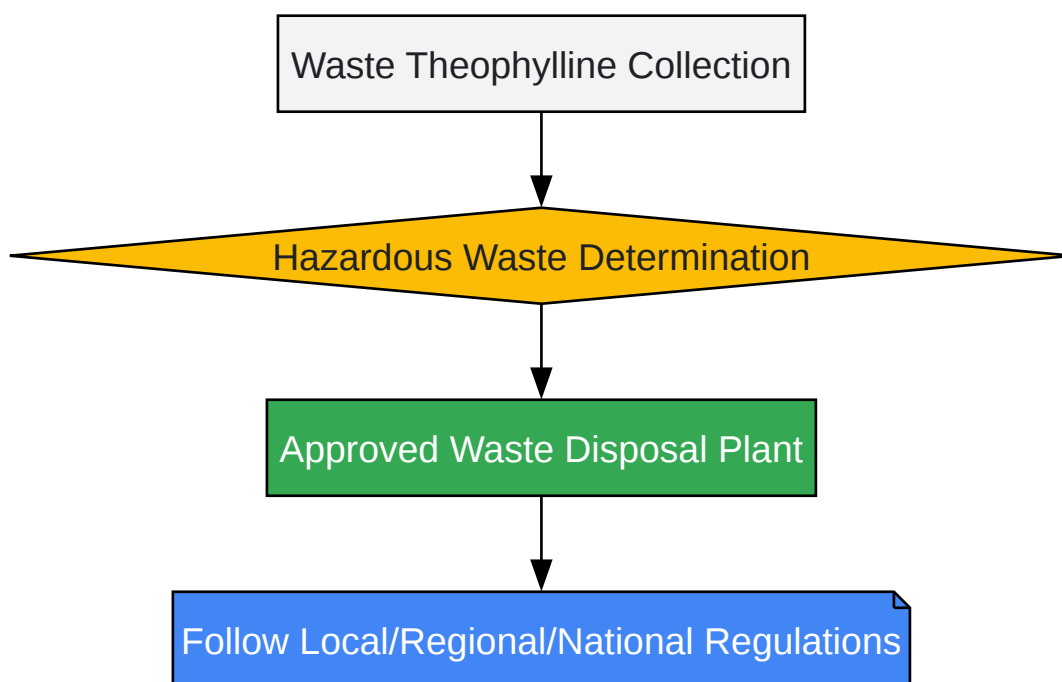 Waste Theophylline Collection
Hazardous Waste Determination
Approved Waste Disposal Plant
Follow Local/Regional/National Regulations